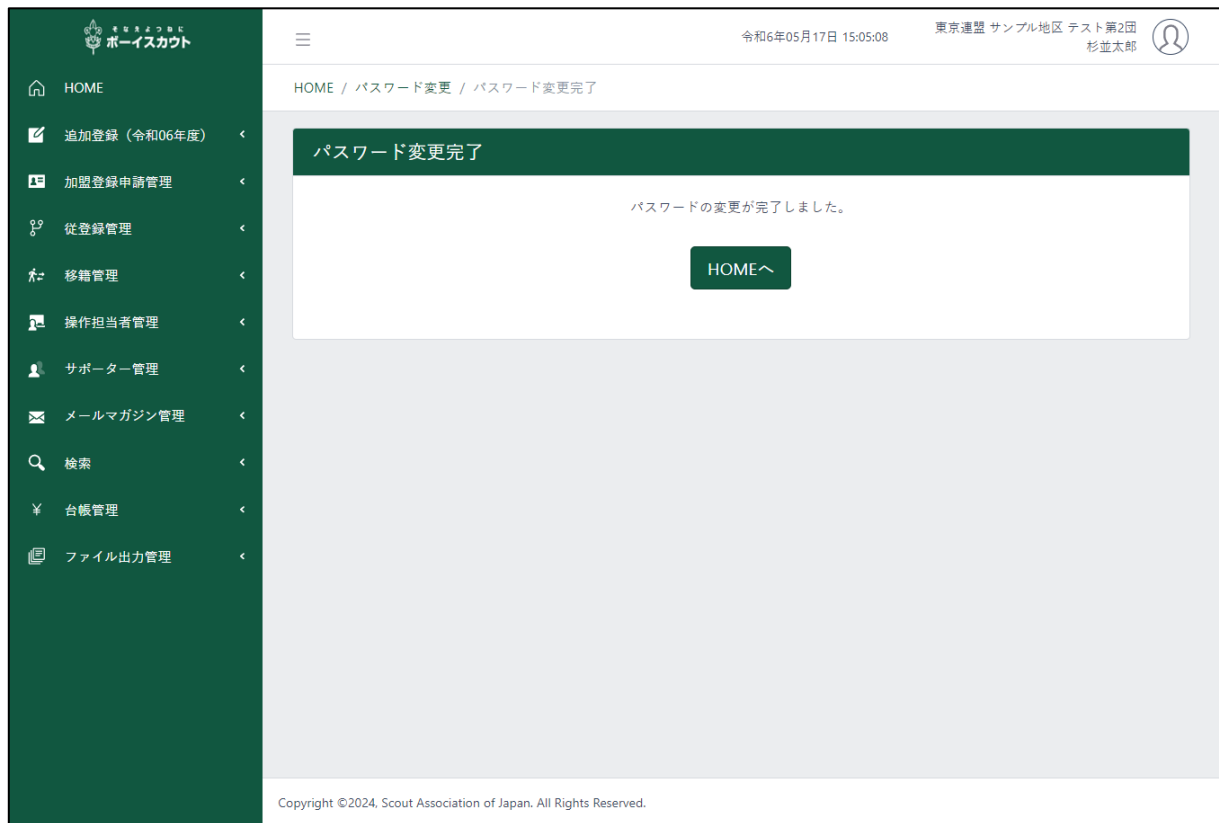 そなえよつねに
ボーイスカウト
令和6年05月17日 15:05:08
東京連盟 サンプル地区 テスト第2団
杉並太郎
HOME
追加登録（令和06年度）
加盟登録申請管理
従登録管理
移籍管理
操作担当者管理
サポーター管理
メールマガジン管理
検索
台帳管理
ファイル出力管理
HOME / パスワード変更 / パスワード変更完了
パスワード変更完了
パスワードの変更が完了しました。
HOMEへ
Copyright ©2024, Scout Association of Japan. All Rights Reserved.